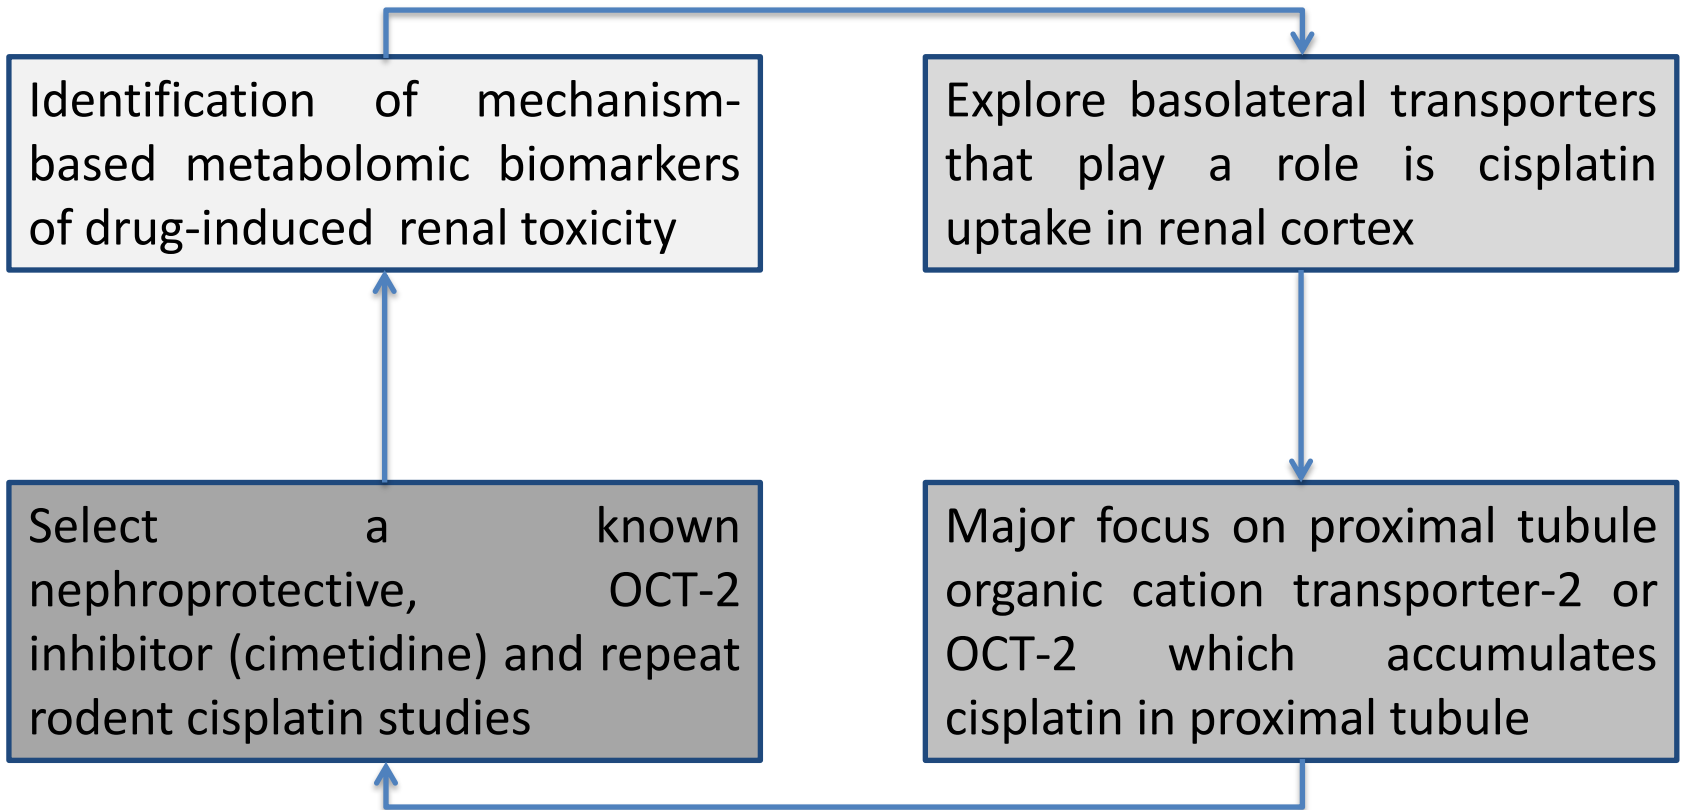 Identification of mechanism-
based metabolomic biomarkers
of drug-induced renal toxicity
Explore basolateral transporters
that play a role is cisplatin
uptake in renal cortex
Select a known
nephroprotective, OCT-2
inhibitor (cimetidine) and repeat
rodent cisplatin studies
Major focus on proximal tubule
organic cation transporter-2 or
OCT-2 which accumulates
cisplatin in proximal tubule